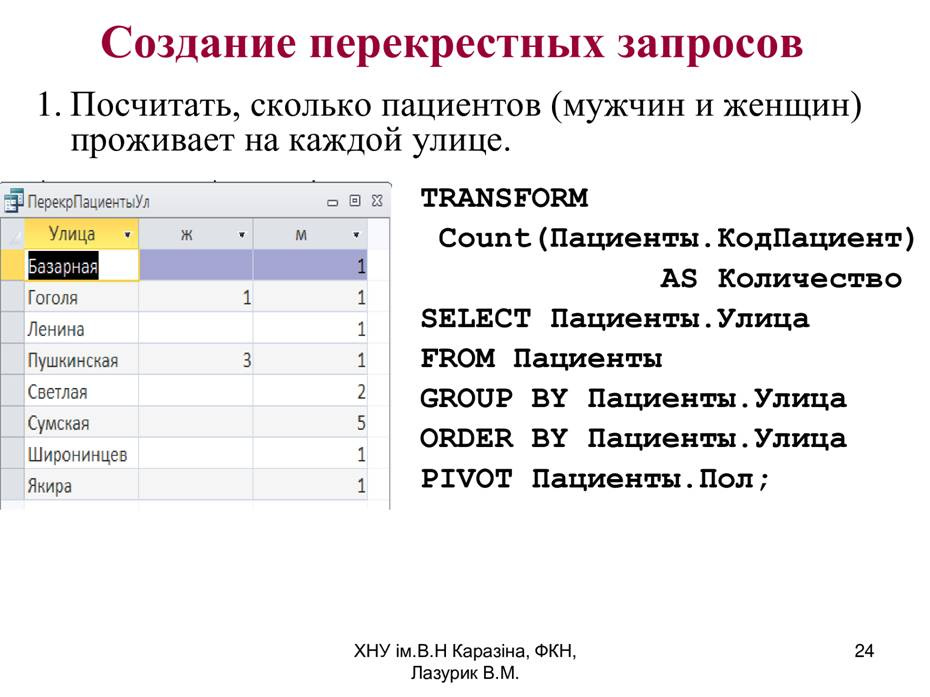 Создание перекрестных запросов
1. Посчитать, сколько пациентов (мужчин и женщин)
проживает на каждой улице.
ПерекрПациентыУл
Улица ж м
Базарная 1
Гоголя 1 1
Ленина 1
Пушкинская 3 1
Светлая 2
Сумская 5
Широнинцев 1
Якира 1
TRANSFORM
Count(Пациенты.КодПациент)
AS Количество
SELECT Пациенты.Улица
FROM Пациенты
GROUP BY Пациенты.Улица
ORDER BY Пациенты.Улица
PIVOT Пациенты.Пол;
ХНУ ім.В.Н Каразіна, ФКН,
Лазурик В.М.
24